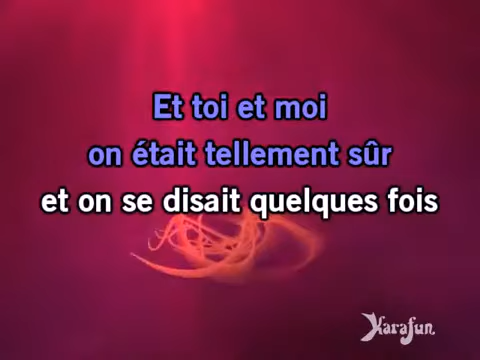 Et toi et moi
on était tellement sûr
et on se disait quelques fois
Karafun